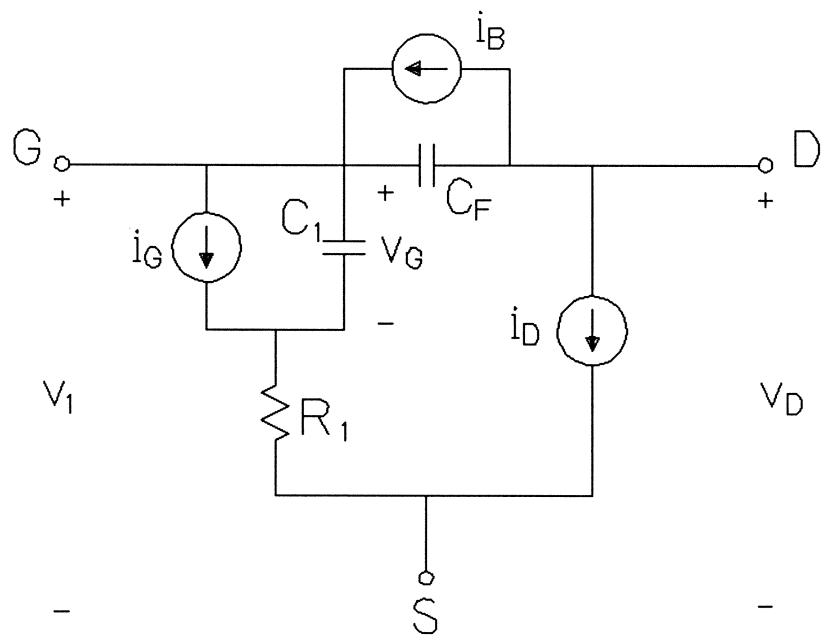 iB
G
D
+
+
+
CF
C1
iG
vG
−
iD
v1
R1
vD
−
−
S